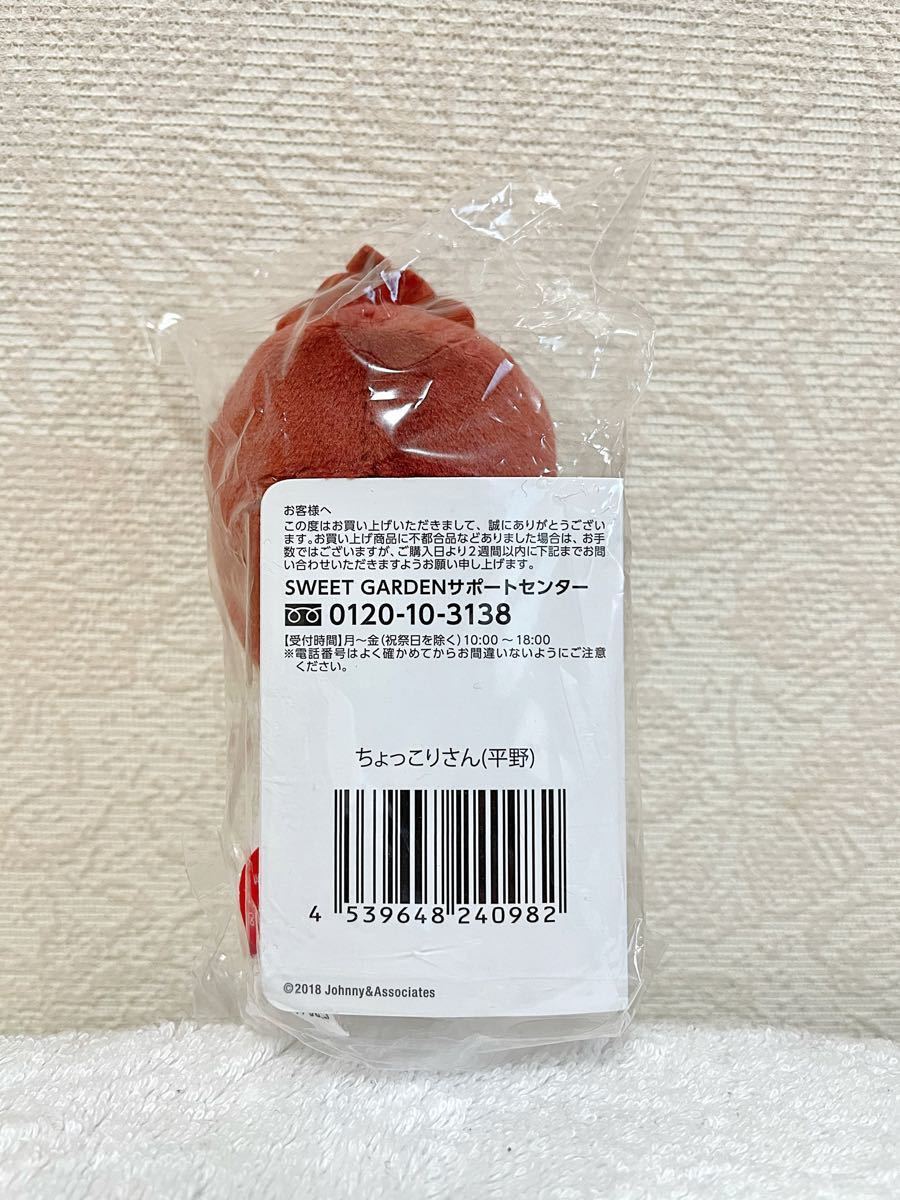 お客様へ
この度はお買い上げいただきまして、誠にありがとうござい
ます。お買い上げ商品に不都合品などありました場合は、お手
数ではございますが、ご購入日より2週間以内に下記までお問
い合わせいただきますようお願い申し上げます。
SWEET GARDENサポートセンター
0120-10-3138
【受付時間】月〜金(祝祭日を除く)10:00〜18:00
※電話番号はよく確かめてからお間違いないようにご注意
ください。
ちょっこりさん(平野)
4 539648 240982
©2018 Johnny&Associates